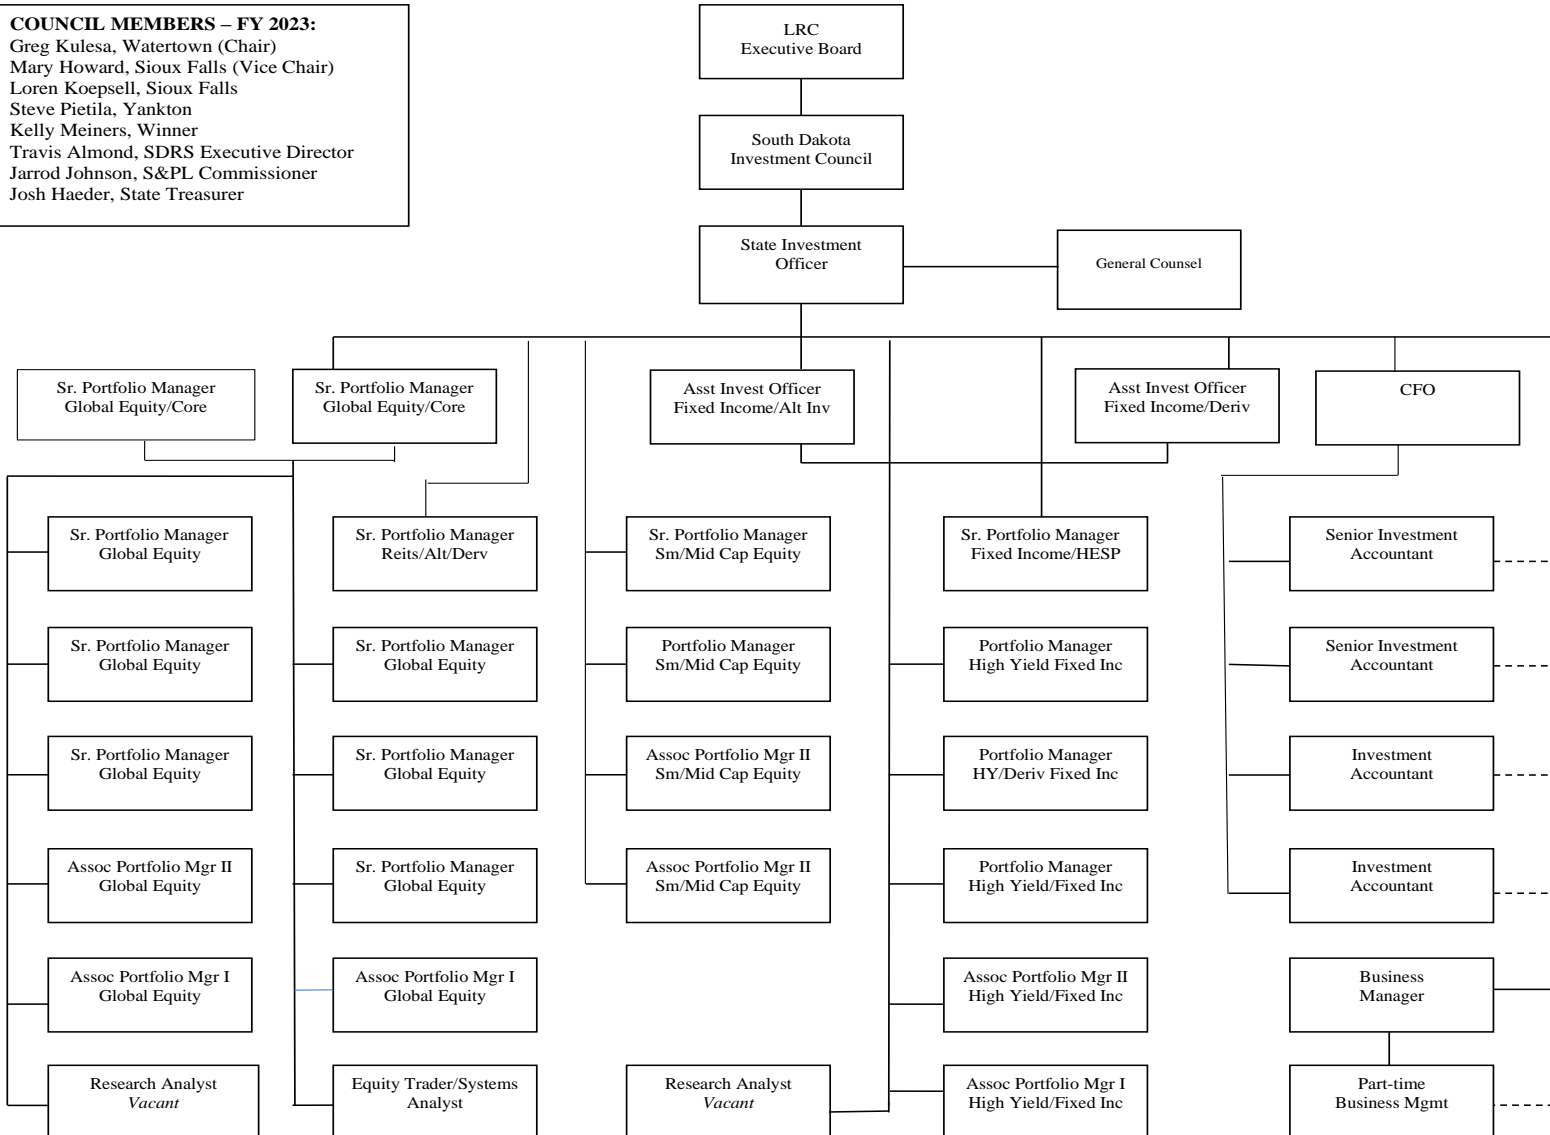 COUNCIL MEMBERS – FY 2023:
Greg Kulesa, Watertown (Chair)
Mary Howard, Sioux Falls (Vice Chair)
Loren Koepsell, Sioux Falls
Steve Pietila, Yankton
Kelly Meiners, Winner
Travis Almond, SDRS Executive Director
Jarrod Johnson, S&PL Commissioner
Josh Haeder, State Treasurer
LRC
Executive Board
South Dakota
Investment Council
State Investment
Officer
General Counsel
Sr. Portfolio Manager
Global Equity/Core
Sr. Portfolio Manager
Global Equity/Core
Asst Invest Officer
Fixed Income/Alt Inv
Asst Invest Officer
Fixed Income/Deriv
CFO
Sr. Portfolio Manager
Global Equity
Sr. Portfolio Manager
Reits/Alt/Derv
Sr. Portfolio Manager
Sm/Mid Cap Equity
Sr. Portfolio Manager
Fixed Income/HESP
Senior Investment
Accountant
Sr. Portfolio Manager
Global Equity
Sr. Portfolio Manager
Global Equity
Portfolio Manager
Sm/Mid Cap Equity
Portfolio Manager
High Yield Fixed Inc
Senior Investment
Accountant
Sr. Portfolio Manager
Global Equity
Sr. Portfolio Manager
Global Equity
Assoc Portfolio Mgr II
Sm/Mid Cap Equity
Portfolio Manager
HY/Deriv Fixed Inc
Investment
Accountant
Assoc Portfolio Mgr II
Global Equity
Sr. Portfolio Manager
Global Equity
Assoc Portfolio Mgr II
Sm/Mid Cap Equity
Portfolio Manager
High Yield/Fixed Inc
Investment
Accountant
Assoc Portfolio Mgr I
Global Equity
Assoc Portfolio Mgr I
Global Equity
Assoc Portfolio Mgr II
High Yield/Fixed Inc
Business
Manager
Research Analyst
Vacant
Equity Trader/Systems
Analyst
Research Analyst
Vacant
Assoc Portfolio Mgr I
High Yield/Fixed Inc
Part-time
Business Mgmt